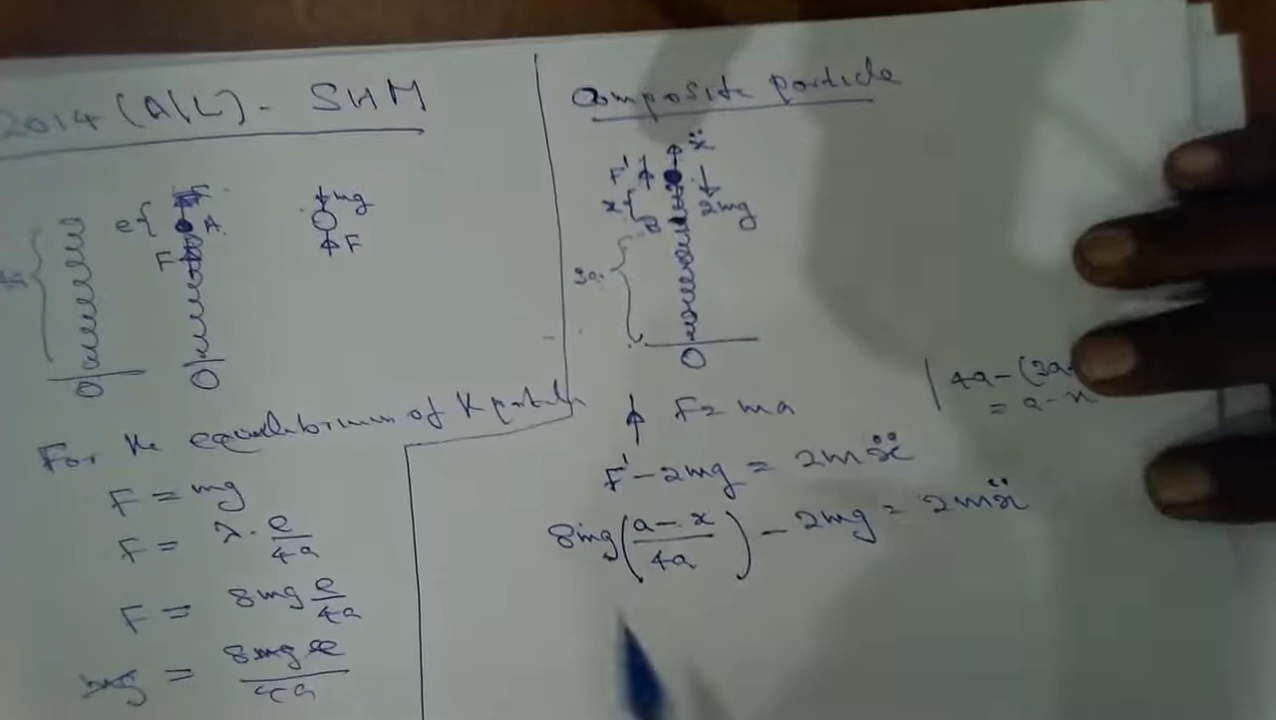 2014 (A/L) - SHM
mg
F
e
A
F
O
O
For the equilibrium of K particle
F = mg
F = λ . e/4a
F = 8mg e/4a
mg = 8mg e/4a
Composite particle
F' ẍ
x 2mg
3a
O
↑ F = ma
F' - 2mg = 2mẍ
8mg (a - x / 4a) - 2mg = 2mẍ
4a - (3a
= a - x